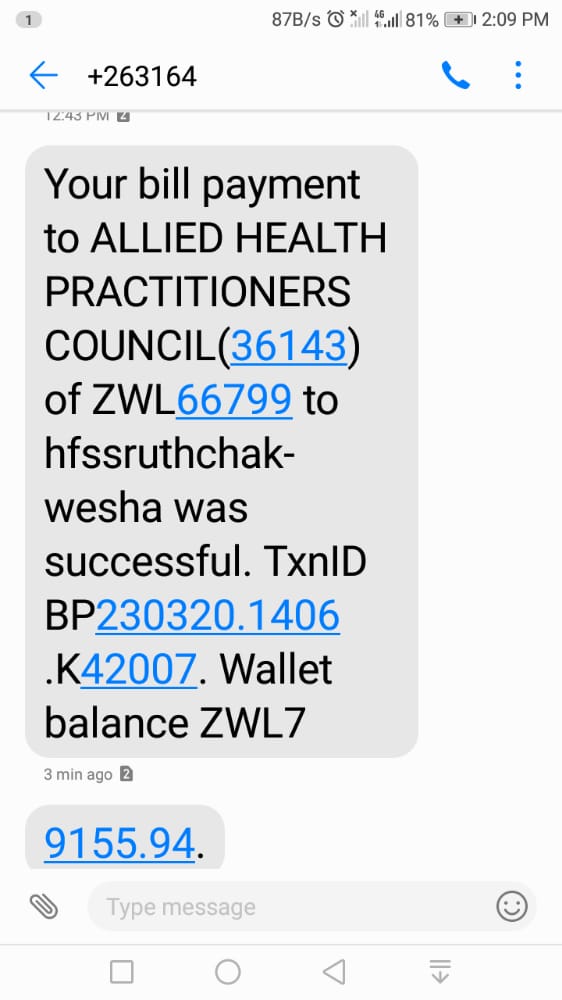 1
87B/s 4G 81% 2:09 PM
+263164
12:43 PM 2
Your bill payment
to ALLIED HEALTH
PRACTITIONERS
COUNCIL(36143)
of ZWL66799 to
hfssruthchak-
wesha was
successful. TxnID
BP230320.1406
.K42007. Wallet
balance ZWL7
3 min ago 2
9155.94.
Type message